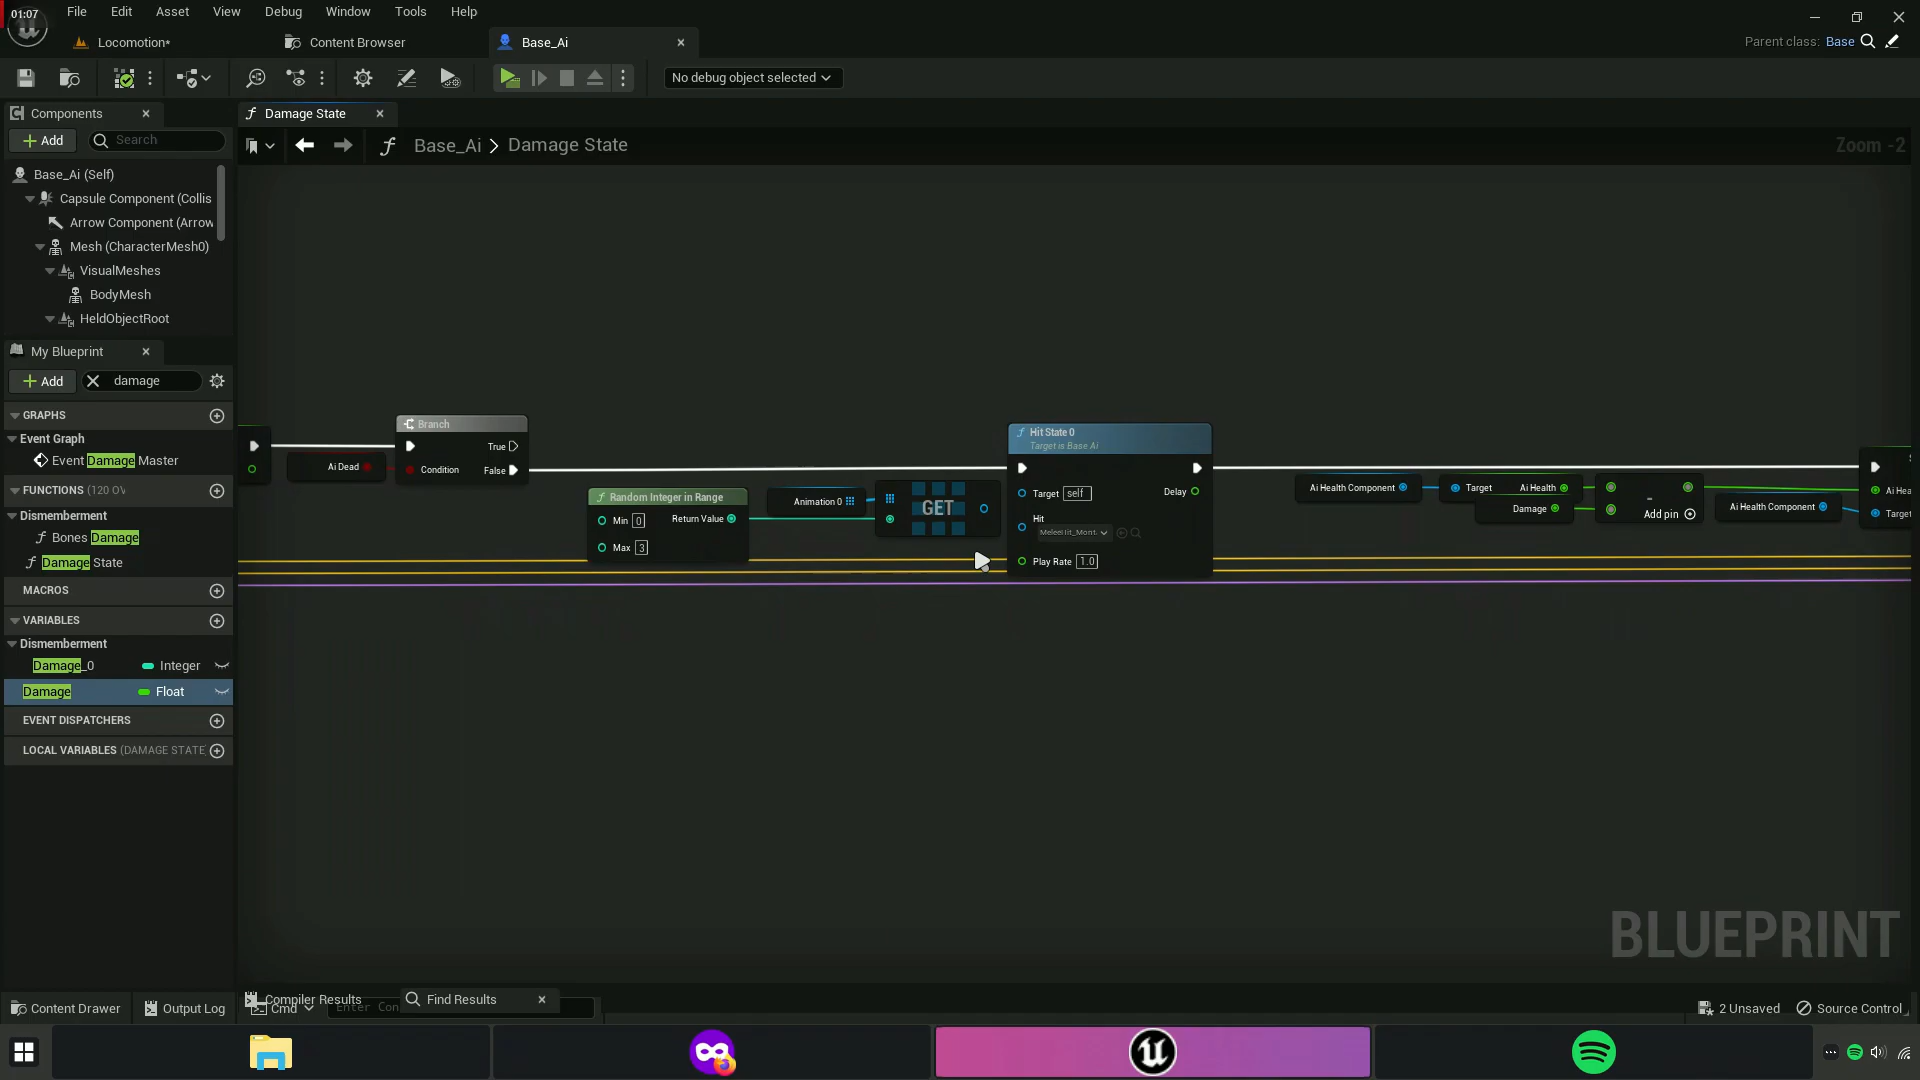 01:07
File Edit Asset View Debug Window Tools Help
Locomotion*
Content Browser
Base_Ai
Parent class: Base
No debug object selected
Components
Damage State
Add
Search
Base_Ai > Damage State
Zoom -2
Base_Ai (Self)
Capsule Component (Collis
Arrow Component (Arrow
Mesh (CharacterMesh0)
VisualMeshes
BodyMesh
HeldObjectRoot
My Blueprint
Add
damage
GRAPHS
Event Graph
Event Damage Master
FUNCTIONS (120 OV
Dismemberment
Bones Damage
Damage State
MACROS
VARIABLES
Dismemberment
Damage_0 Integer
Damage Float
EVENT DISPATCHERS
LOCAL VARIABLES (DAMAGE STATE
Branch
True
Condition
False
Ai Dead
Random Integer in Range
Min 0
Return Value
Max 3
Animation 0
GET
Hit State 0
Target is Base Ai
Target self
Delay
Hit
MeleeHit_Mont
Play Rate 1.0
Ai Health Component
Target
Ai Health
Damage
-
Add pin
Ai Health Component
S
Ai Hea
Target
BLUEPRINT
Compiler Results
Find Results
Content Drawer
Output Log
Cmd
Enter Con
2 Unsaved
Source Control